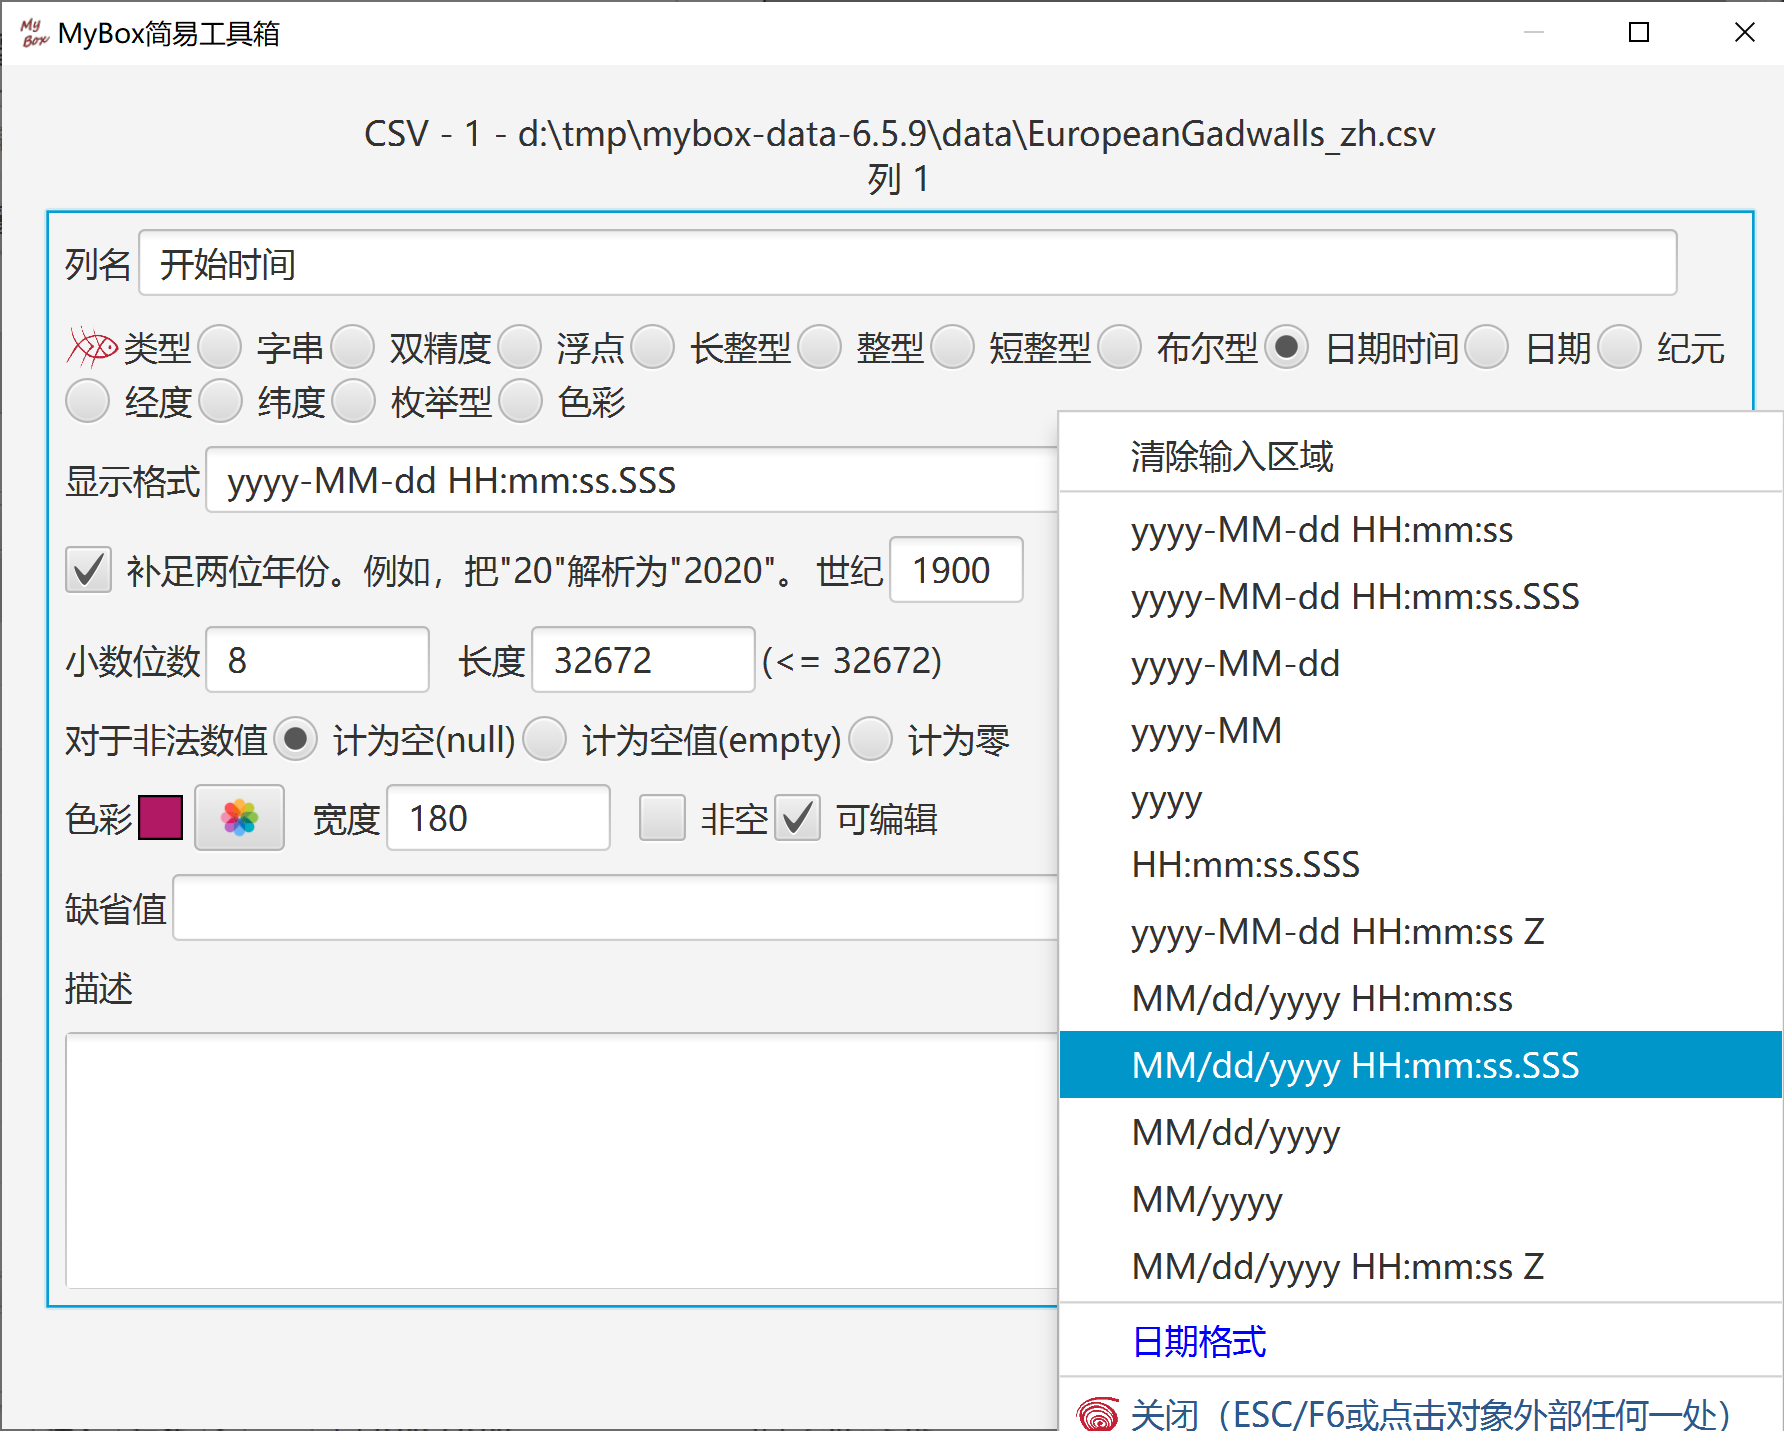 My Box MyBox简易工具箱
CSV - 1 - d:\tmp\mybox-data-6.5.9\data\EuropeanGadwalls_zh.csv
列 1
列名 开始时间
类型 字串 双精度 浮点 长整型 整型 短整型 布尔型 日期时间 日期 纪元
经度 纬度 枚举型 色彩
显示格式 yyyy-MM-dd HH:mm:ss.SSS
补足两位年份。例如，把"20"解析为"2020"。 世纪 1900
小数位数 8 长度 32672 (<= 32672)
对于非法数值 计为空(null) 计为空值(empty) 计为零
色彩 宽度 180 非空 可编辑
缺省值
描述
清除输入区域
yyyy-MM-dd HH:mm:ss
yyyy-MM-dd HH:mm:ss.SSS
yyyy-MM-dd
yyyy-MM
yyyy
HH:mm:ss.SSS
yyyy-MM-dd HH:mm:ss Z
MM/dd/yyyy HH:mm:ss
MM/dd/yyyy HH:mm:ss.SSS
MM/dd/yyyy
MM/yyyy
MM/dd/yyyy HH:mm:ss Z
日期格式
关闭（ESC/F6或点击对象外部任何一处）